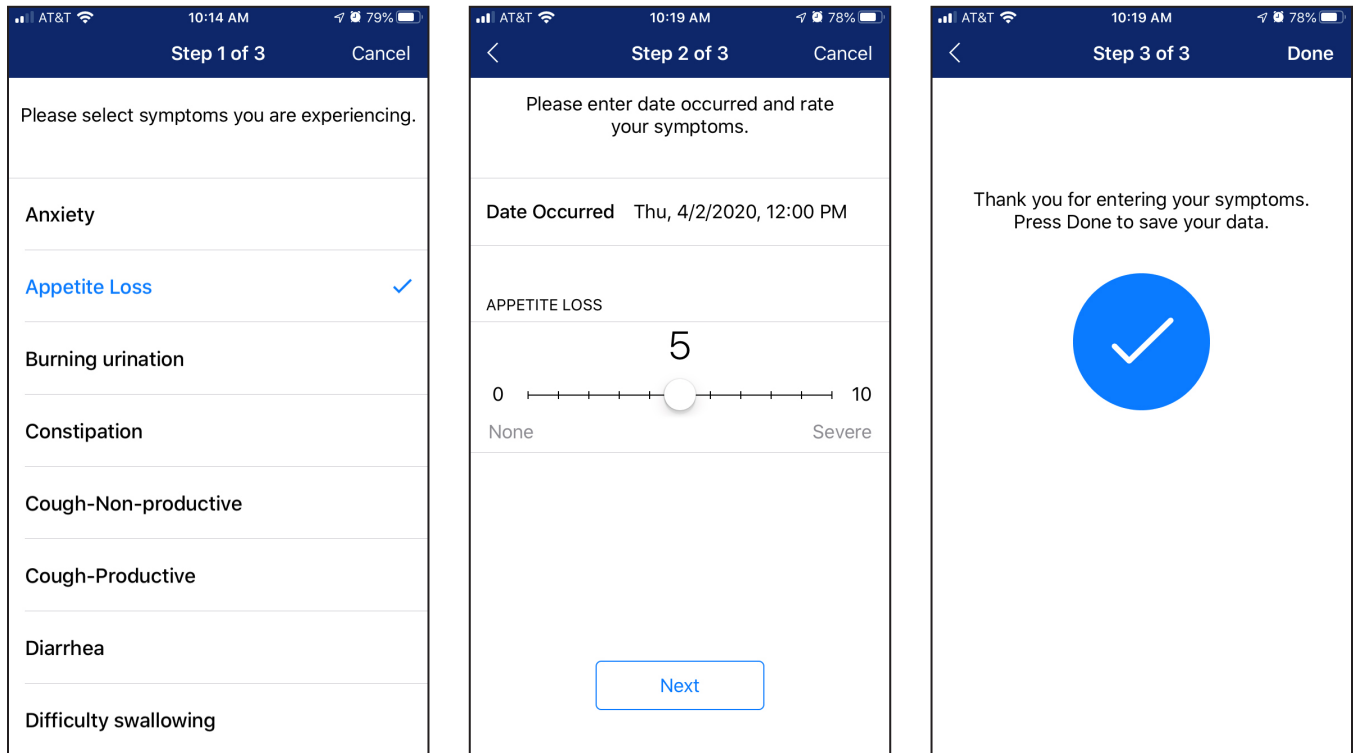 AT&T 10:14 AM 79%
Step 1 of 3 Cancel
Please select symptoms you are experiencing.
Anxiety
Appetite Loss
Burning urination
Constipation
Cough-Non-productive
Cough-Productive
Diarrhea
Difficulty swallowing
AT&T 10:19 AM 78%
Step 2 of 3 Cancel
Please enter date occurred and rate
your symptoms.
Date Occurred Thu, 4/2/2020, 12:00 PM
APPETITE LOSS
5
0 10
None Severe
Next
AT&T 10:19 AM 78%
Step 3 of 3 Done
Thank you for entering your symptoms.
Press Done to save your data.